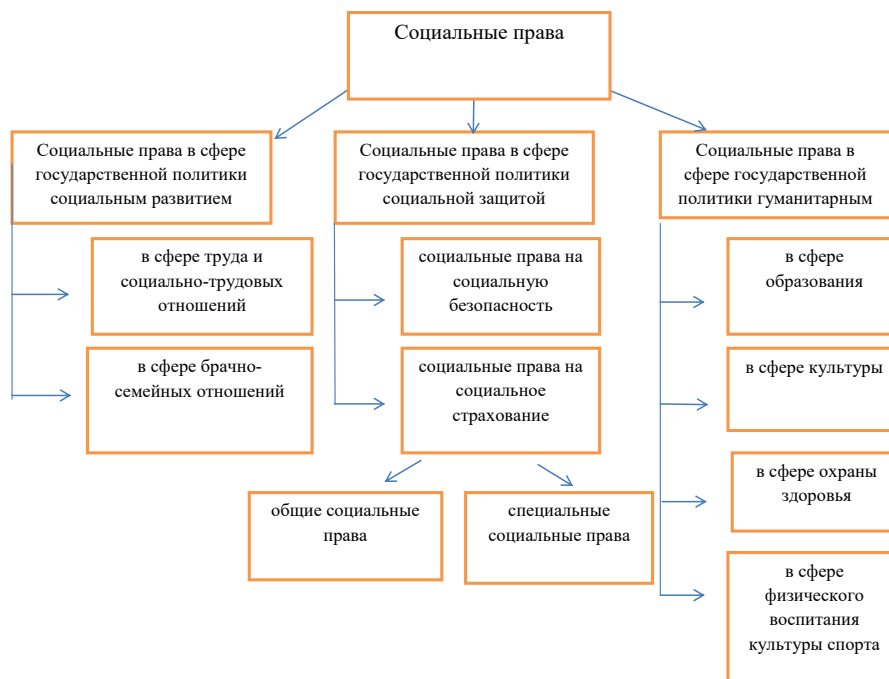 Социальные права
Социальные права в сфере
государственной политики
социальным развитием
Социальные права в сфере
государственной политики
социальной защитой
Социальные права в
сфере государственной
политики гуманитарным
в сфере труда и
социально-трудовых
отношений
в сфере брачно-
семейных отношений
социальные права на
социальную
безопасность
социальные права на
социальное
страхование
общие социальные
права
специальные
социальные права
в сфере
образования
в сфере культуры
в сфере охраны
здоровья
в сфере
физического
воспитания
культуры спорта